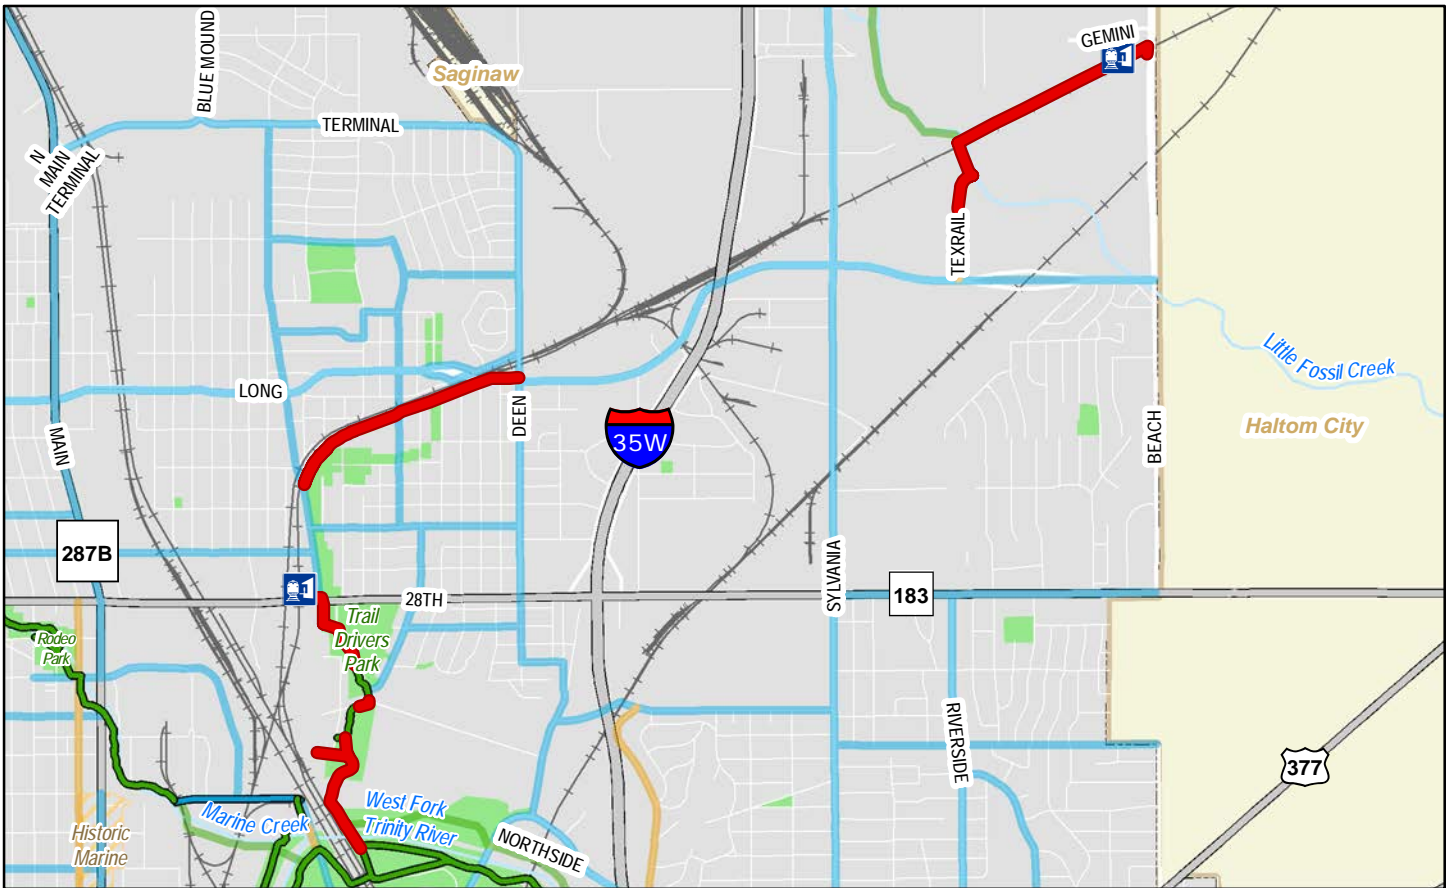 BLUE MOUND
Saginaw
GEMINI
TERMINAL
N
MAIN
TERMINAL
TEXRAIL
Little Fossil Creek
LONG
DEEN
35W
MAIN
BEACH
Haltom City
287B
SYLVANIA
28TH
183
Trail
Drivers
Park
Rodeo
Park
RIVERSIDE
377
West Fork
Trinity River
Marine Creek
NORTHSIDE
Historic
Marine